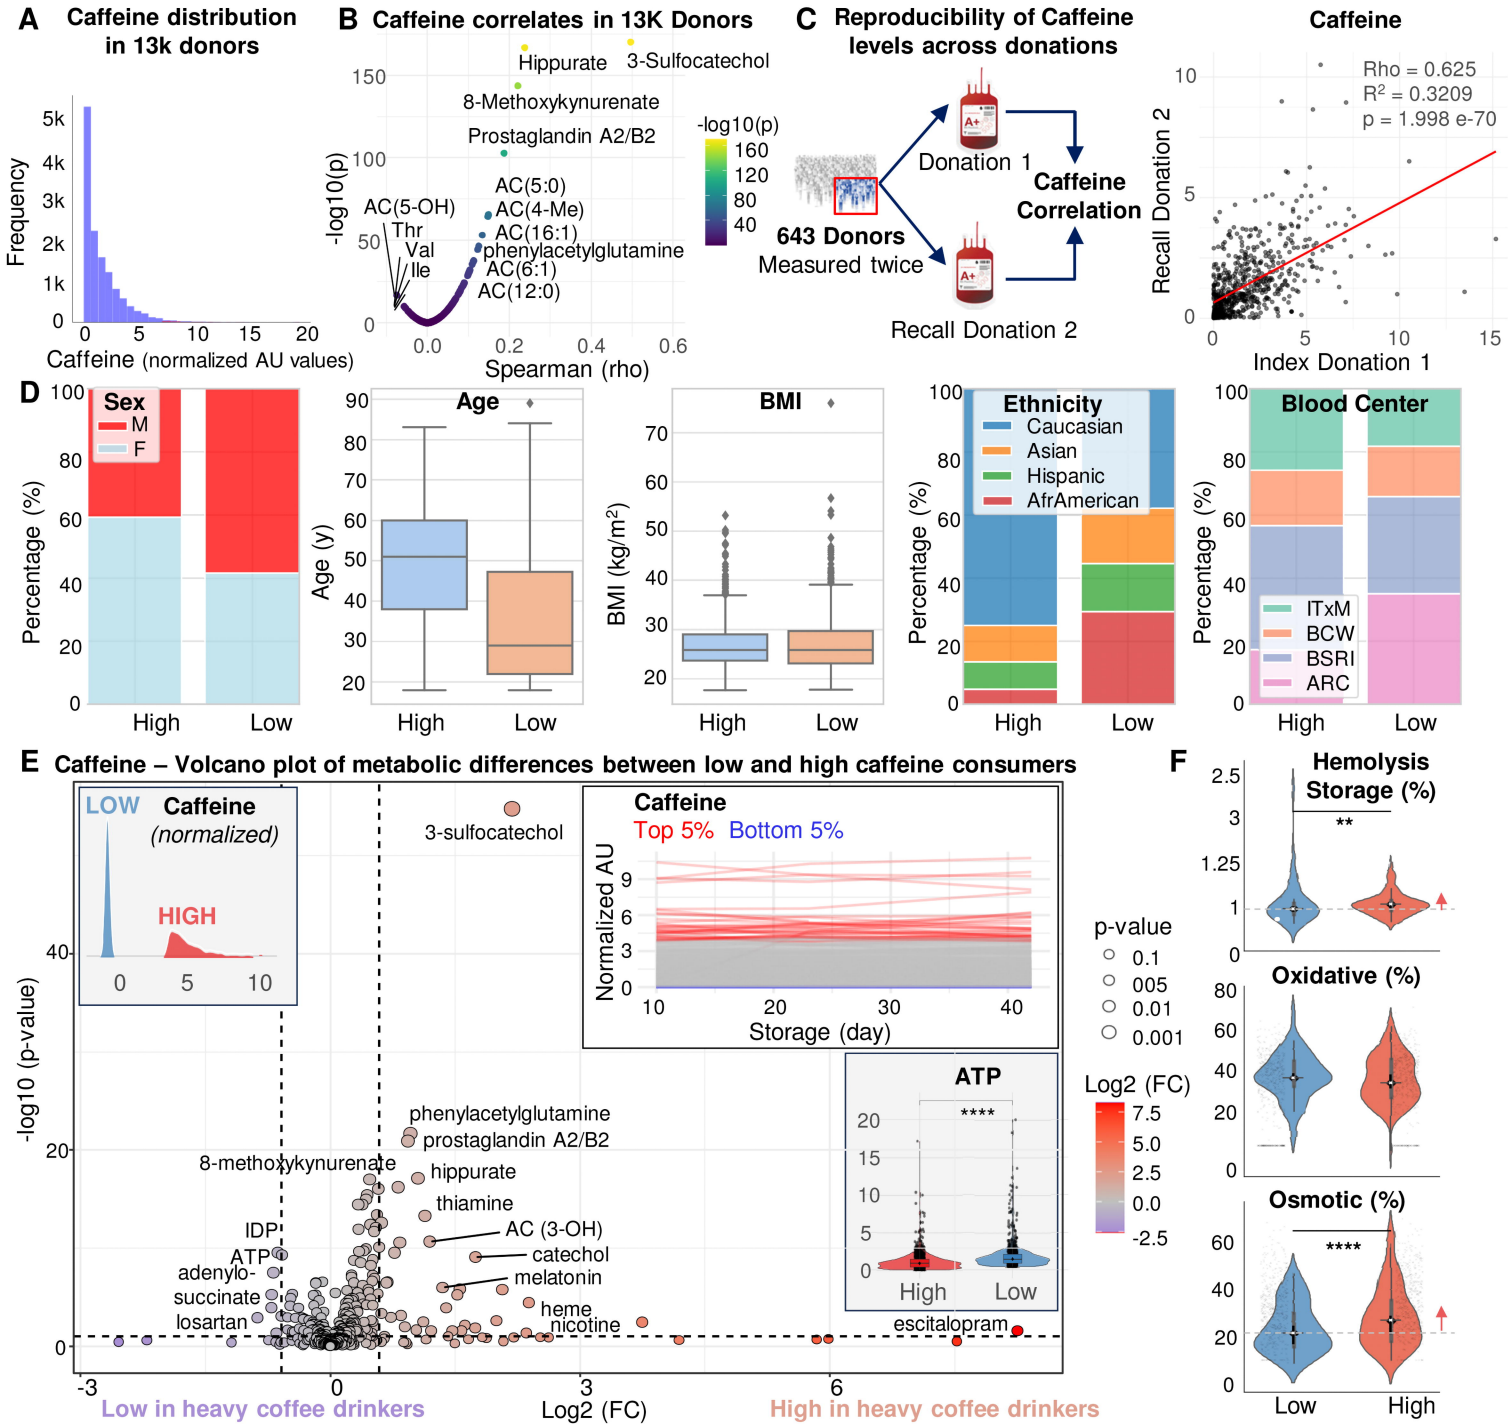 A Caffeine distribution
in 13k donors
Frequency
5k
4k
3k
2k
1k
0
0 5 10 15 20
Caffeine (normalized AU values)
B Caffeine correlates in 13K Donors
-log10(p)
150
100
50
0
Hippurate
3-Sulfocatechol
8-Methoxykynurenate
Prostaglandin A2/B2
AC(5:0)
AC(4-Me)
AC(16:1)
phenylacetylglutamine
AC(6:1)
AC(12:0)
AC(5-OH)
Thr
Val
Ile
0.0 0.2 0.4 0.6
Spearman (rho)
-log10(p)
160
120
80
40
C Reproducibility of Caffeine
levels across donations
Donation 1
643 Donors
Measured twice
Caffeine
Correlation
Recall Donation 2
A+
A+
Caffeine
Rho = 0.625
R² = 0.3209
p = 1.998 e-70
Recall Donation 2
10
5
0
0 5 10 15
Index Donation 1
D
Sex
M
F
Percentage (%)
100
80
60
40
20
0
High Low
Age
Age (y)
90
80
70
60
50
40
30
20
High Low
BMI
BMI (kg/m²)
70
60
50
40
30
20
High Low
Ethnicity
Caucasian
Asian
Hispanic
AfrAmerican
Percentage (%)
100
80
60
40
20
0
High Low
Blood Center
ITxM
BCW
BSRI
ARC
Percentage (%)
100
80
60
40
20
0
High Low
E Caffeine – Volcano plot of metabolic differences between low and high caffeine consumers
-log10 (p-value)
40
20
0
LOW Caffeine
(normalized)
HIGH
0 5 10
3-sulfocatechol
Caffeine
Top 5% Bottom 5%
Normalized AU
9
6
3
0
10 20 30 40
Storage (day)
phenylacetylglutamine
prostaglandin A2/B2
8-methoxykynurenate
hippurate
thiamine
AC (3-OH)
catechol
melatonin
heme
nicotine
escitalopram
IDP
ATP
adenylo-
succinate
losartan
ATP
****
20
15
10
5
0
High Low
-3 0 3 6
Low in heavy coffee drinkers Log2 (FC) High in heavy coffee drinkers
p-value
0.1
005
0.01
0.001
Log2 (FC)
7.5
5.0
2.5
0.0
-2.5
F Hemolysis
Storage (%)
**
2.5
3
1.25
1
0
Oxidative (%)
80
60
40
20
0
Osmotic (%)
****
60
40
20
0
Low High